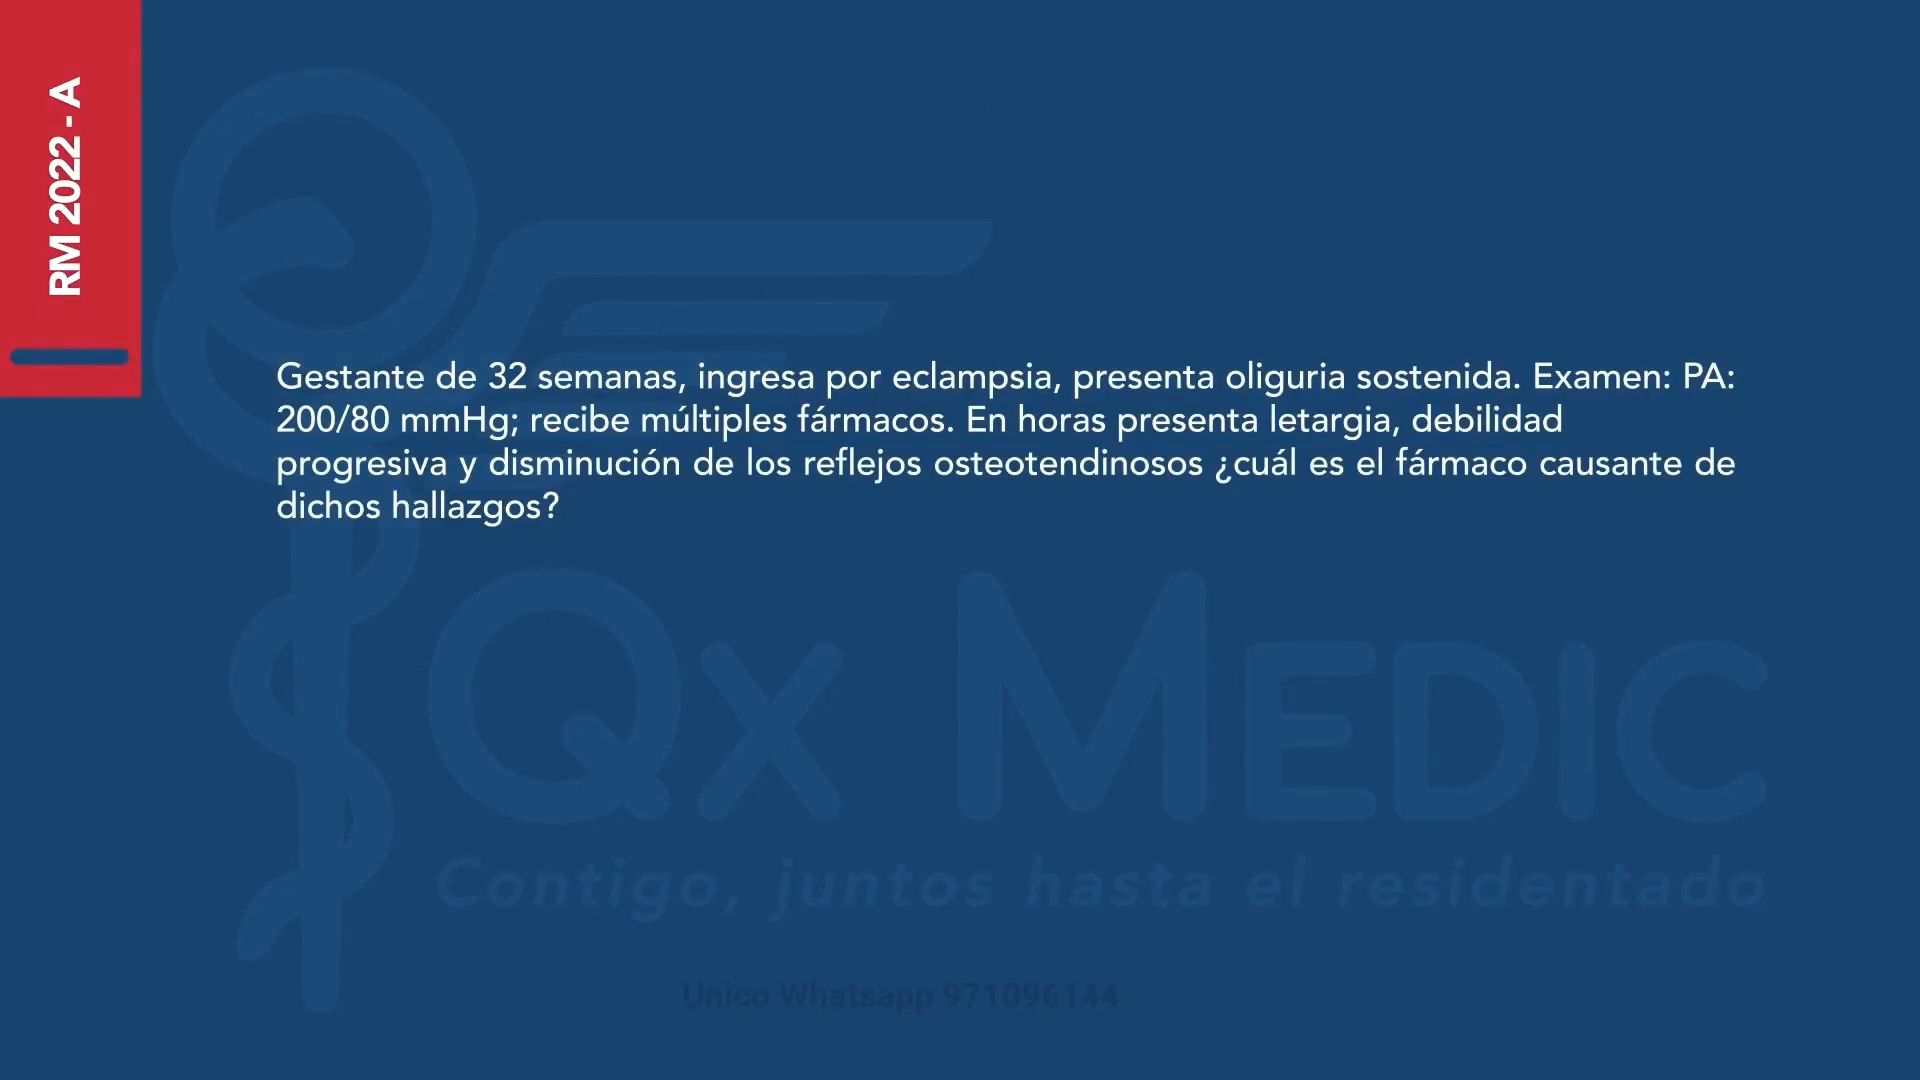 RM 2022 - A
Gestante de 32 semanas, ingresa por eclampsia, presenta oliguria sostenida. Examen: PA:
200/80 mmHg; recibe múltiples fármacos. En horas presenta letargia, debilidad
progresiva y disminución de los reflejos osteotendinosos ¿cuál es el fármaco causante de
dichos hallazgos?
Qx MEDIC
Contigo, juntos hasta el residentado
Unico Whatsapp 971096144